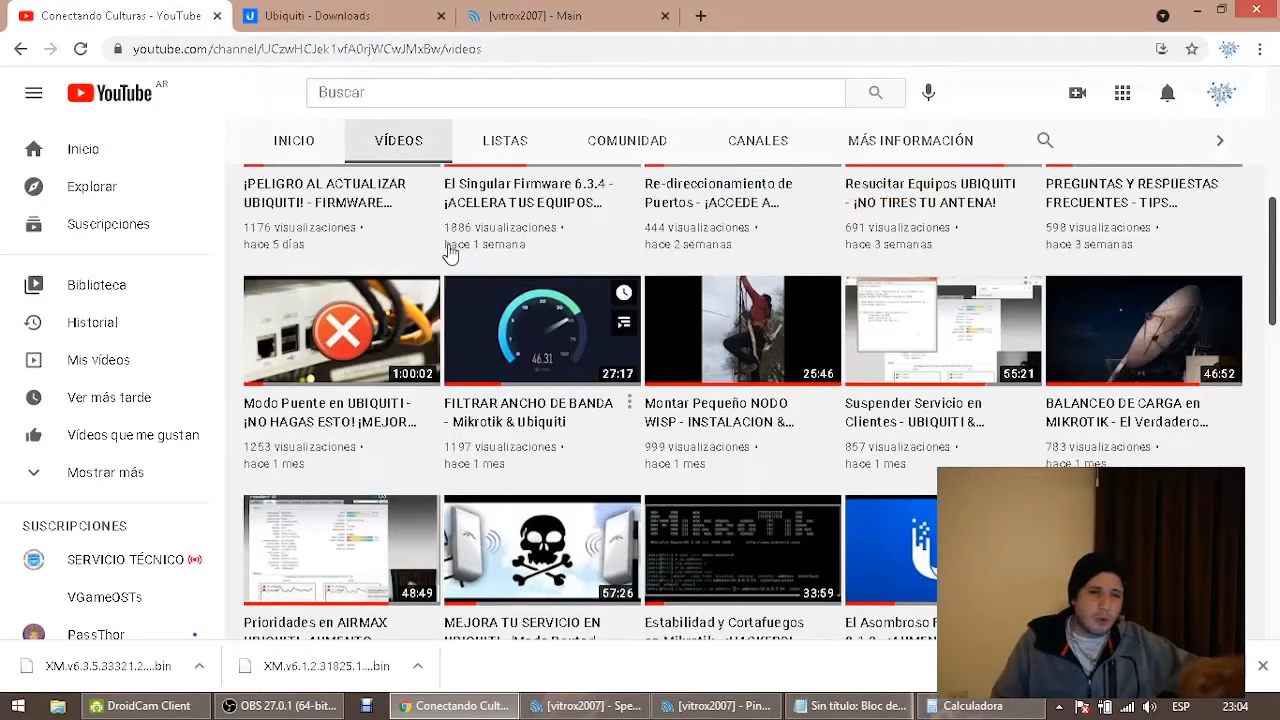 Conectando Cultura - YouTube
Ubiquiti - Downloads
[vitrox2007] - Main
youtube.com/channel/UCzwHCJek1vfA0rjWCwJMxBw/videos
YouTube AR
Buscar
INICIO VÍDEOS LISTAS COMUNIDAD CANALES MÁS INFORMACIÓN
Inicio
Explorar
Suscripciones
Biblioteca
Historial
Mis vídeos
Ver más tarde
Vídeos que me gustan
Mostrar más
SUSCRIPCIONES
¡PELIGRO AL ACTUALIZAR
UBIQUITI! - FIRMWARE...
1176 visualizaciones •
hace 5 días
El Singular Firmware 6.3.4 -
¡ACELERA TUS EQUIPOS...
1886 visualizaciones •
hace 1 semana
Re-direccionamiento de
Puertos - ¡ACCEDE A...
444 visualizaciones •
hace 2 semanas
Resucitar Equipos UBIQUITI
- ¡NO TIRES TU ANTENA!
691 visualizaciones •
hace 3 semanas
PREGUNTAS Y RESPUESTAS
FRECUENTES - TIPS...
598 visualizaciones •
hace 3 semanas
1:00:02
Modo Puente en UBIQUITI -
¡NO HAGAS ESTO! ¡MEJOR...
1253 visualizaciones •
hace 1 mes
46.31
27:17
FILTRAR ANCHO DE BANDA
- Mikrotik & Ubiquiti
1197 visualizaciones •
hace 1 mes
25:46
Montar Pequeño NODO
WISP - INSTALACION &...
999 visualizaciones •
hace 1 mes
55:21
Suspender Servicio en
Clientes - UBIQUITI &...
857 visualizaciones •
hace 1 mes
46:52
BALANCEO DE CARGA en
MIKROTIK - El Verdadero...
783 visualizaciones •
hace 1 mes
Prioridades en AIRMAX
57:26
MEJORA TU SERVICIO EN
33:59
Estabilidad y Cortafuegos
XM.v6.3.5.33321.2....bin
XM.v6.1.2.31825.1....bin
DroidCam Client
OBS 27.0.1 (64-bit...
Conectando Cult...
[vitrox2007] - Spe...
[vitrox2007] - Pin...
Sin título: Bloc de...
Calculadora
ES
23:04